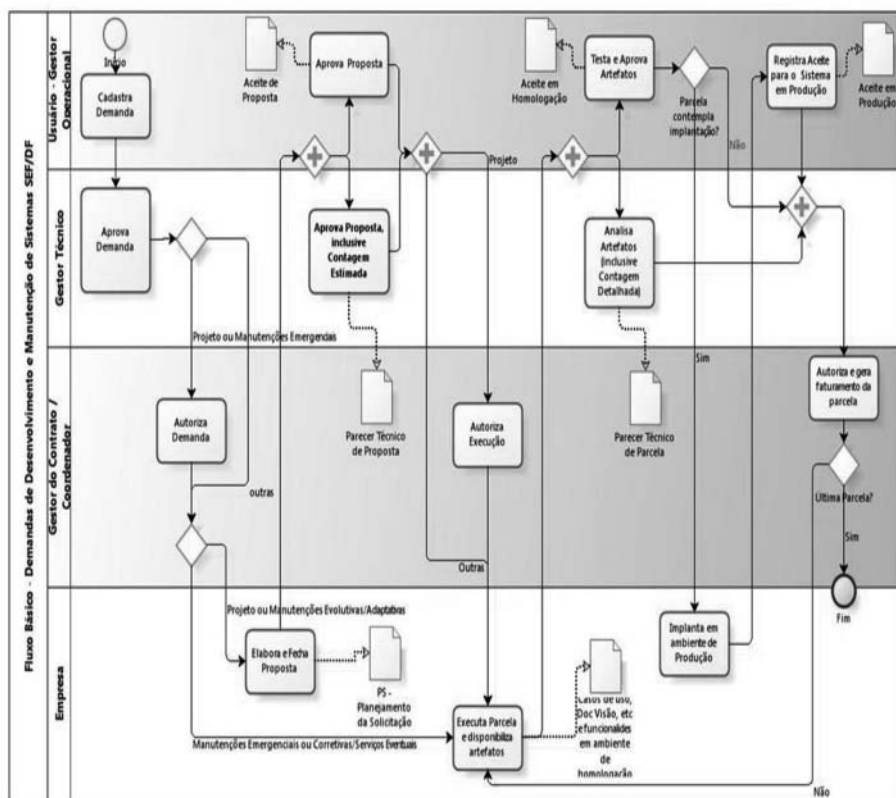 Fluxo Básico - Demandas de Desenvolvimento e Manutenção de Sistemas SEF/DF
Usuário - Gestor
Operacional
Início
Cadastra
Demanda
Aceite de
Proposta
Aprova Proposta
Projeto
Aceite em
Homologação
Testa e Aprova
Artefatos
Parcela
contempla
implantação?
Não
Registra Aceite
para o Sistema
em Produção
Aceite em
Produção
Gestor Técnico
Aprova
Demanda
Projeto ou Manutenções Emergenciais
Aprova Proposta,
inclusive
Contagem
Estimada
Analisa
Artefatos
(inclusive
Contagem
Detalhada)
Sim
Gestor do Contrato /
Coordenador
Autoriza
Demanda
outras
Parecer Técnico
de Proposta
Autoriza
Execução
Outras
Parecer Técnico
de Parcela
Autoriza e gera
faturamento da
parcela
Última Parcela?
Sim
Fim
Empresa
Projeto ou Manutenções Evolutivas/Adaptativas
Elabora e Fecha
Proposta
PS -
Planejamento
da Solicitação
Manutenções Emergenciais ou Corretivas/Serviços Eventuais
Executa Parcela
e disponibiliza
artefatos
Casos de uso,
Doc Visão, etc
e funcionalides
em ambiente
de
homologação
Implanta em
ambiente de
Produção
Não